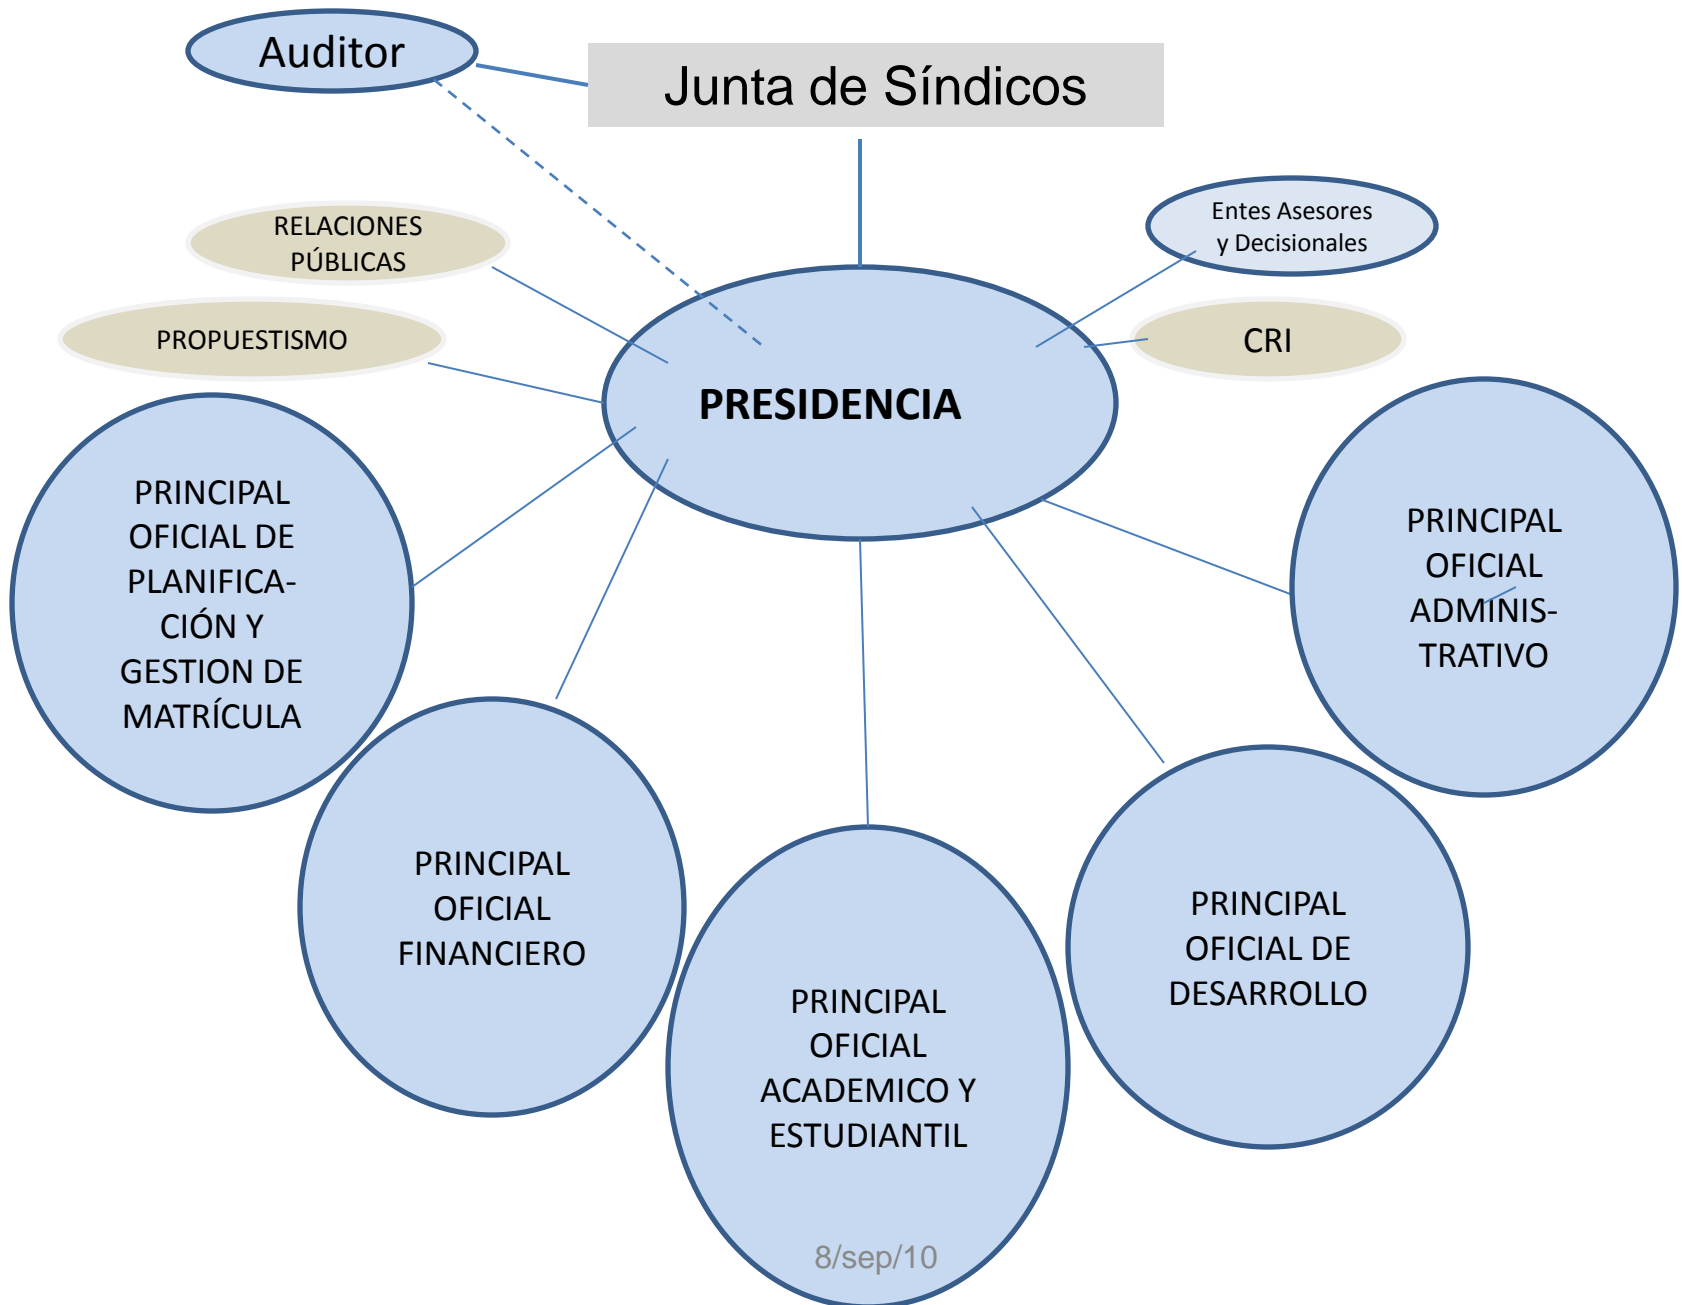 Auditor
Junta de Síndicos
RELACIONES
PÚBLICAS
Entes Asesores
y Decisionales
PROPUESTISMO
CRI
PRESIDENCIA
PRINCIPAL
OFICIAL DE
PLANIFICA-
CIÓN Y
GESTION DE
MATRÍCULA
PRINCIPAL
OFICIAL
ADMINIS-
TRATIVO
PRINCIPAL
OFICIAL
FINANCIERO
PRINCIPAL
OFICIAL DE
DESARROLLO
PRINCIPAL
OFICIAL
ACADEMICO Y
ESTUDIANTIL
8/sep/10